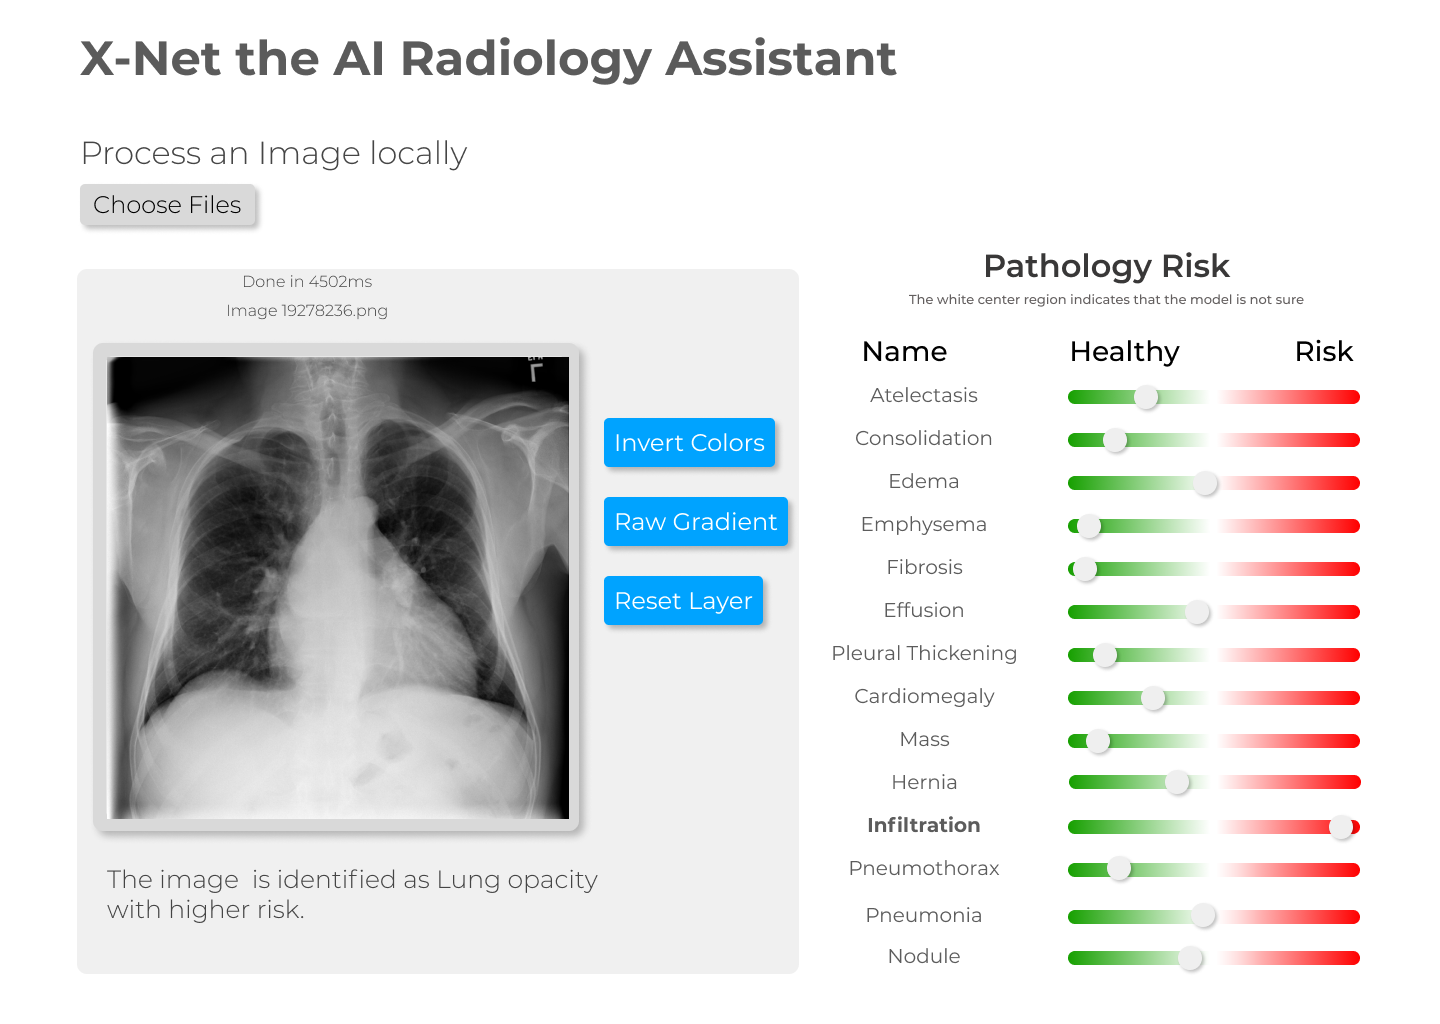 X-Net the AI Radiology Assistant
Process an Image locally
Choose Files
Done in 4502ms
Image 19278236.png
L
Invert Colors
Raw Gradient
Reset Layer
The image  is identified as Lung opacity
with higher risk.
Pathology Risk
The white center region indicates that the model is not sure
Name Healthy Risk
Atelectasis
Consolidation
Edema
Emphysema
Fibrosis
Effusion
Pleural Thickening
Cardiomegaly
Mass
Hernia
Infiltration
Pneumothorax
Pneumonia
Nodule